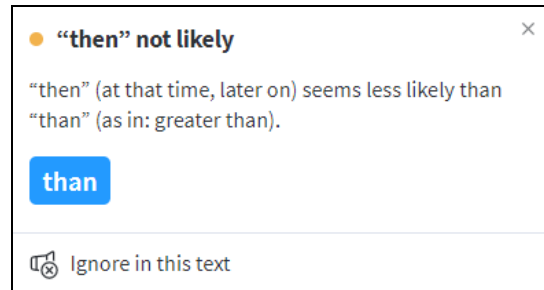 “then” not likely
“then” (at that time, later on) seems less likely than
“than” (as in: greater than).
than
Ignore in this text